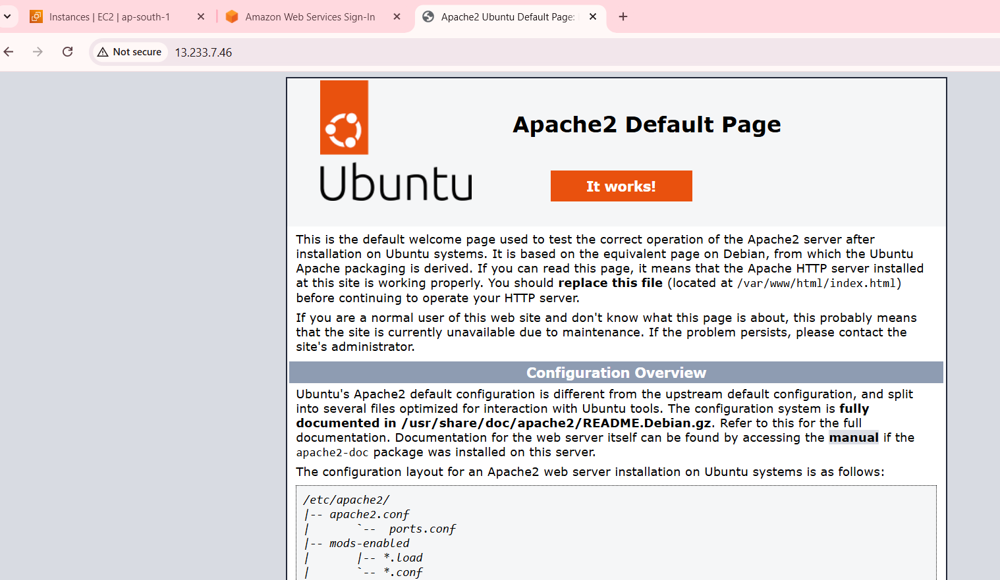 Instances | EC2 | ap-south-1
Amazon Web Services Sign-In
Apache2 Ubuntu Default Page:
Not secure
13.233.7.46
Apache2 Default Page
Ubuntu
It works!
This is the default welcome page used to test the correct operation of the Apache2 server after
installation on Ubuntu systems. It is based on the equivalent page on Debian, from which the Ubuntu
Apache packaging is derived. If you can read this page, it means that the Apache HTTP server installed
at this site is working properly. You should replace this file (located at /var/www/html/index.html)
before continuing to operate your HTTP server.
If you are a normal user of this web site and don't know what this page is about, this probably means
that the site is currently unavailable due to maintenance. If the problem persists, please contact the
site's administrator.
Configuration Overview
Ubuntu's Apache2 default configuration is different from the upstream default configuration, and split
into several files optimized for interaction with Ubuntu tools. The configuration system is fully
documented in /usr/share/doc/apache2/README.Debian.gz. Refer to this for the full
documentation. Documentation for the web server itself can be found by accessing the manual if the
apache2-doc package was installed on this server.
The configuration layout for an Apache2 web server installation on Ubuntu systems is as follows:
/etc/apache2/
|-- apache2.conf
|       `--  ports.conf
|-- mods-enabled
|       |-- *.load
|       `-- *.conf